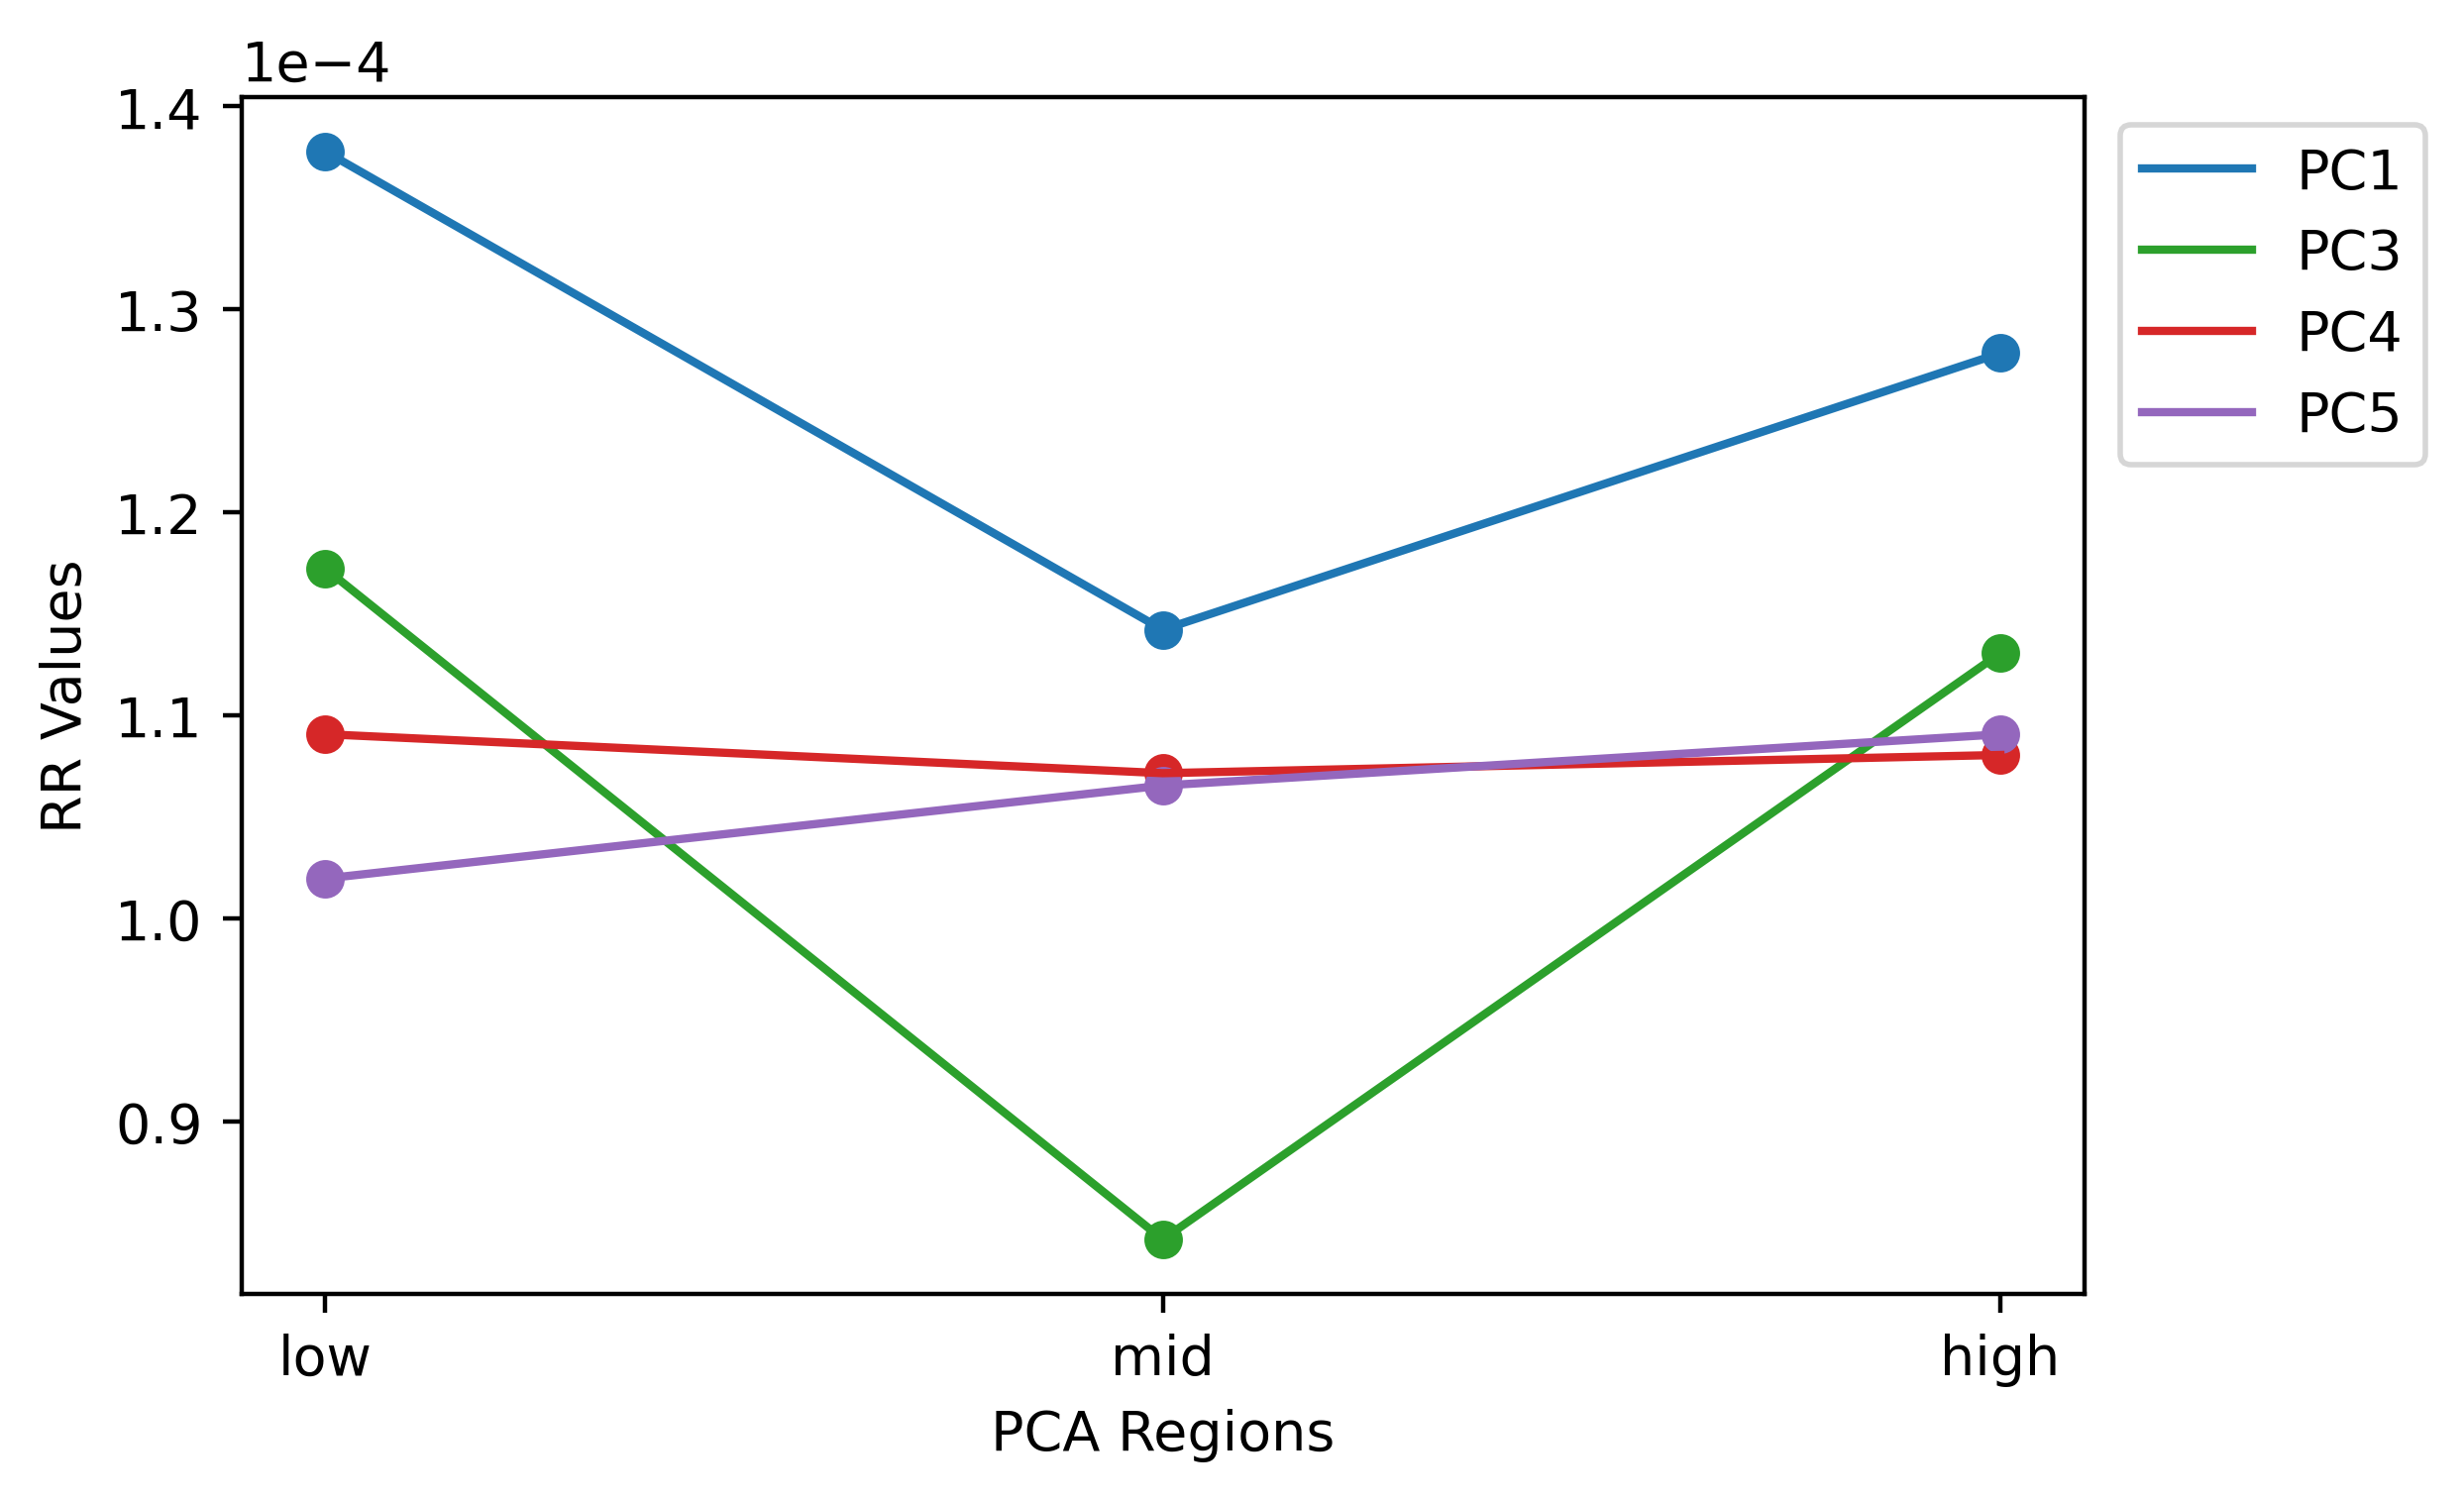 1e−4
1.4
1.3
1.2
1.1
1.0
0.9
RR Values
low
mid
high
PCA Regions
PC1
PC3
PC4
PC5